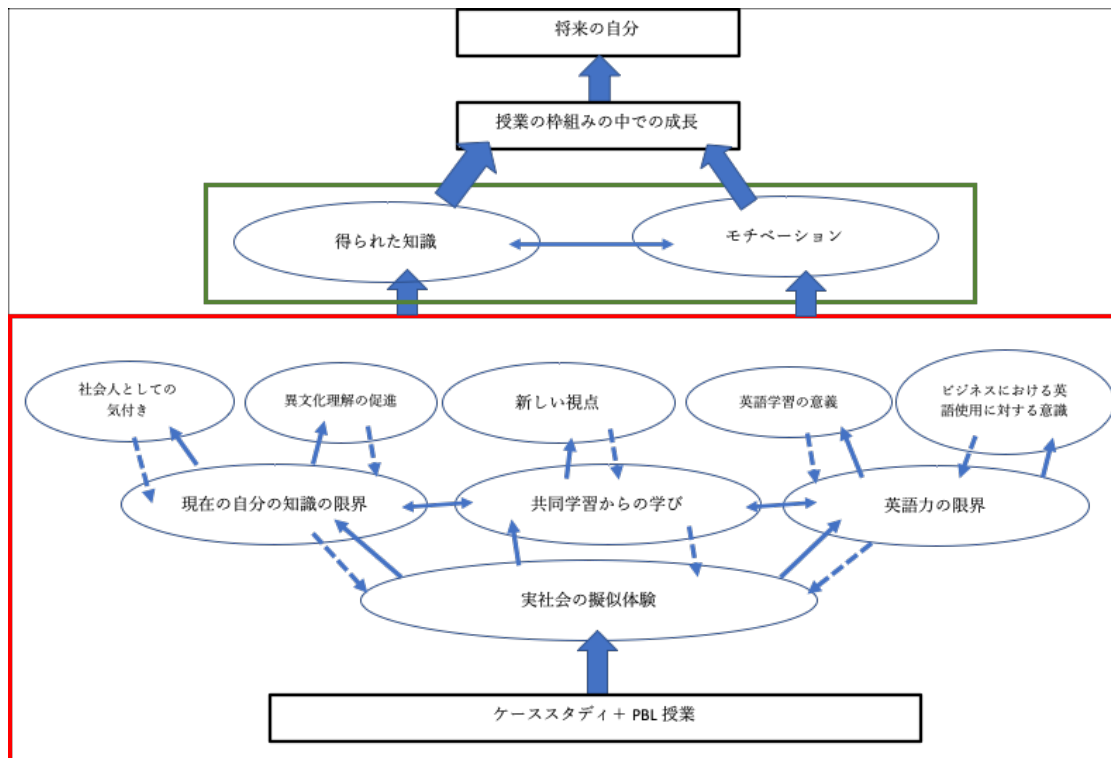 将来の自分
授業の枠組みの中での成長
得られた知識
モチベーション
社会人としての
気付き
異文化理解の促進
新しい視点
英語学習の意義
ビジネスにおける英
語使用に対する意識
現在の自分の知識の限界
共同学習からの学び
英語力の限界
実社会の擬似体験
ケーススタディ＋ PBL 授業